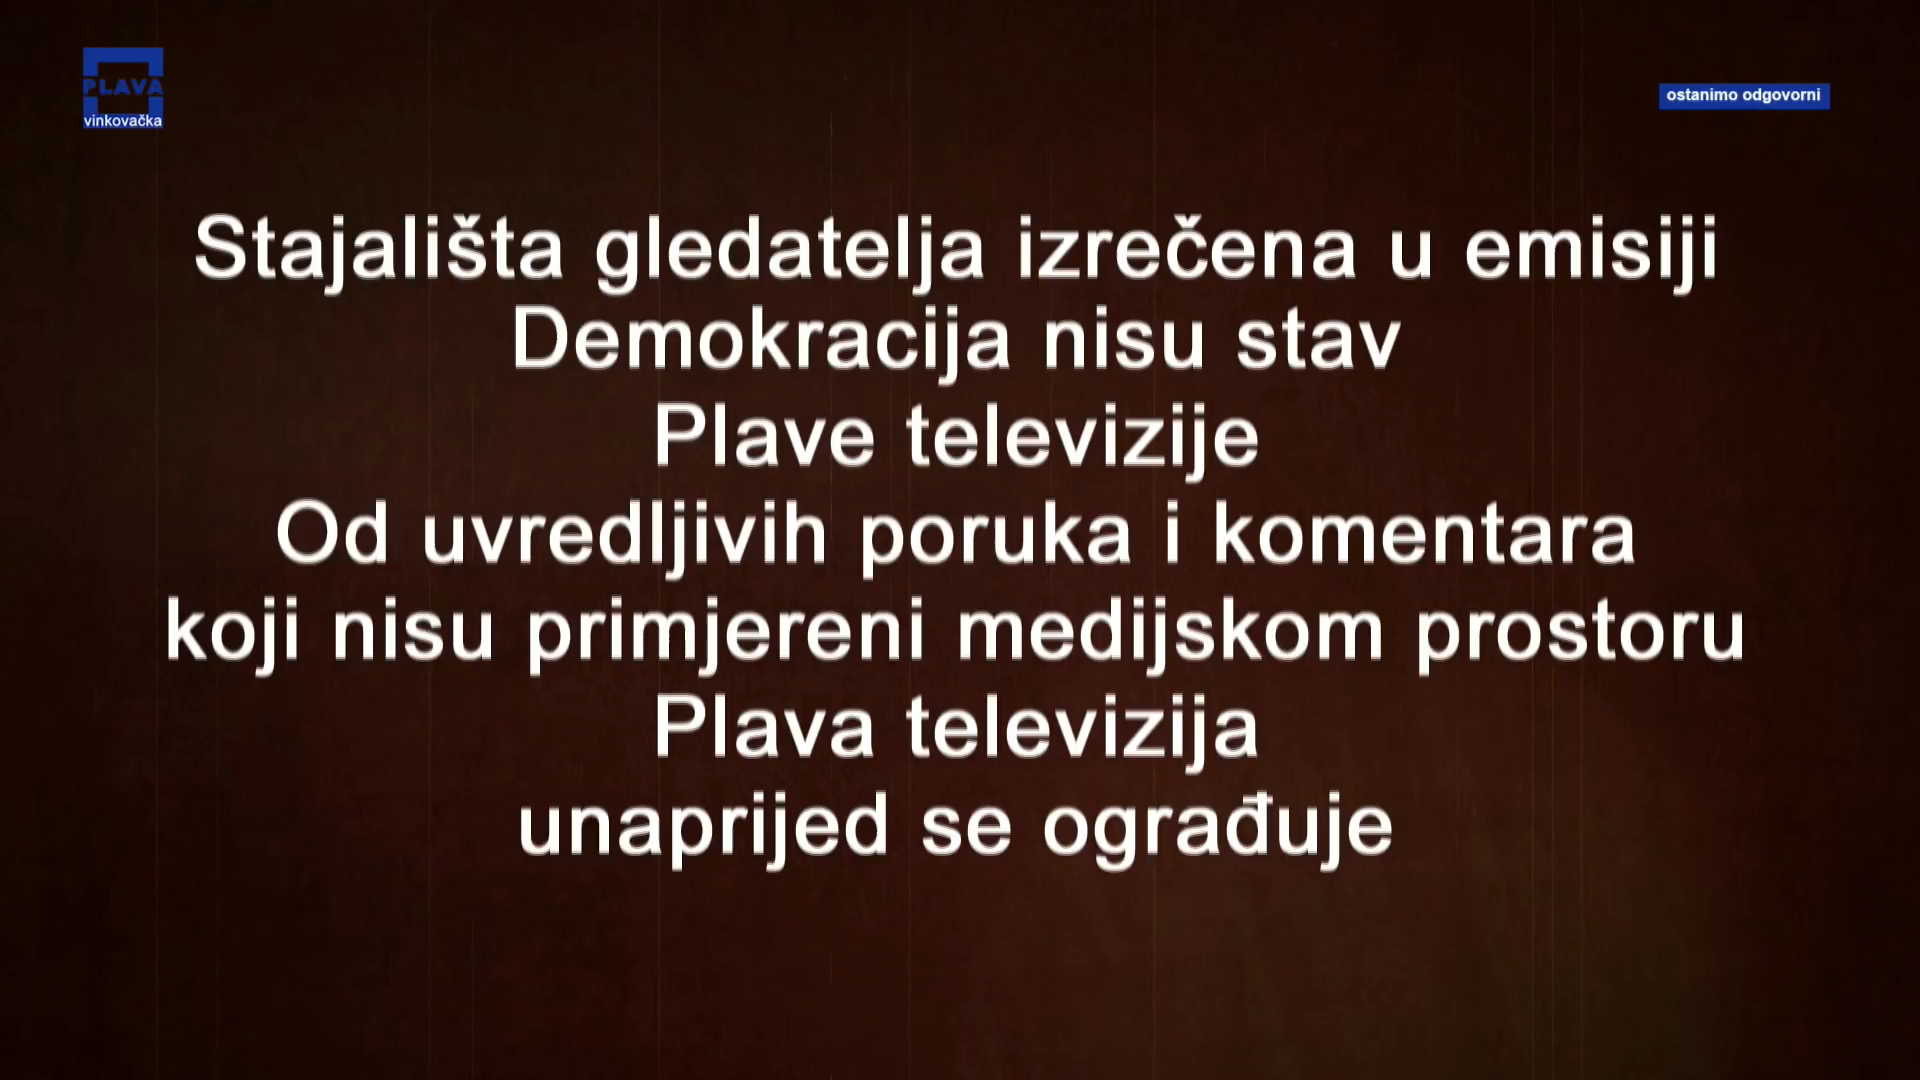 PLAVA
vinkovačka
ostanimo odgovorni
Stajališta gledatelja izrečena u emisiji
Demokracija nisu stav
Plave televizije
Od uvredljivih poruka i komentara
koji nisu primjereni medijskom prostoru
Plava televizija
unaprijed se ograđuje